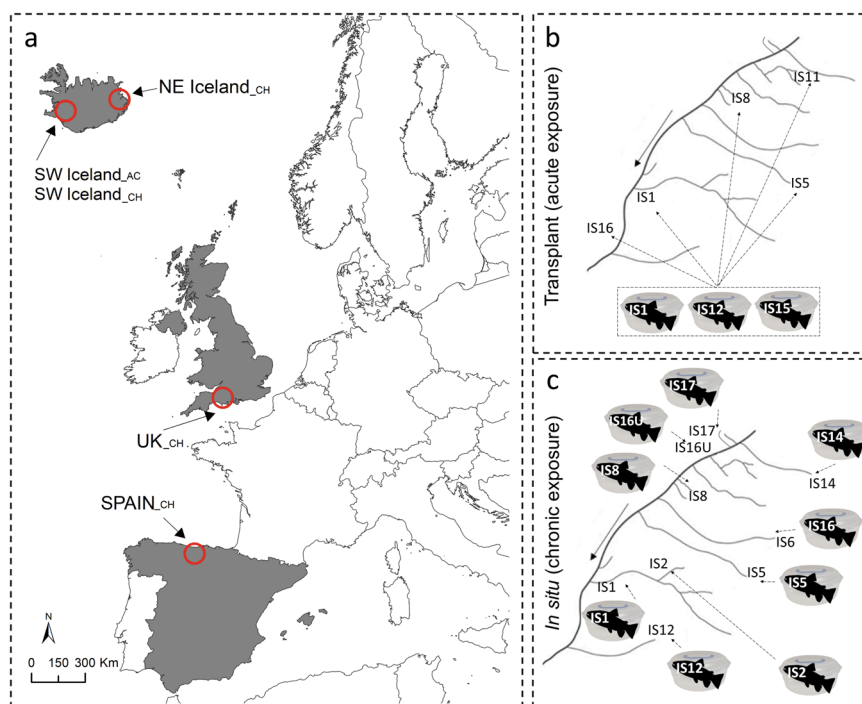 a
NE Iceland_CH
SW Iceland_AC
SW Iceland_CH
UK_CH
SPAIN_CH
N
0 150 300 Km
b
Transplant (acute exposure)
IS11
IS8
IS5
IS1
IS16
IS1
IS12
IS15
c
In situ (chronic exposure)
IS17
IS16U
IS17
IS16U
IS14
IS8
IS14
IS8
IS16
IS6
IS2
IS5
IS5
IS1
IS1
IS12
IS12
IS2